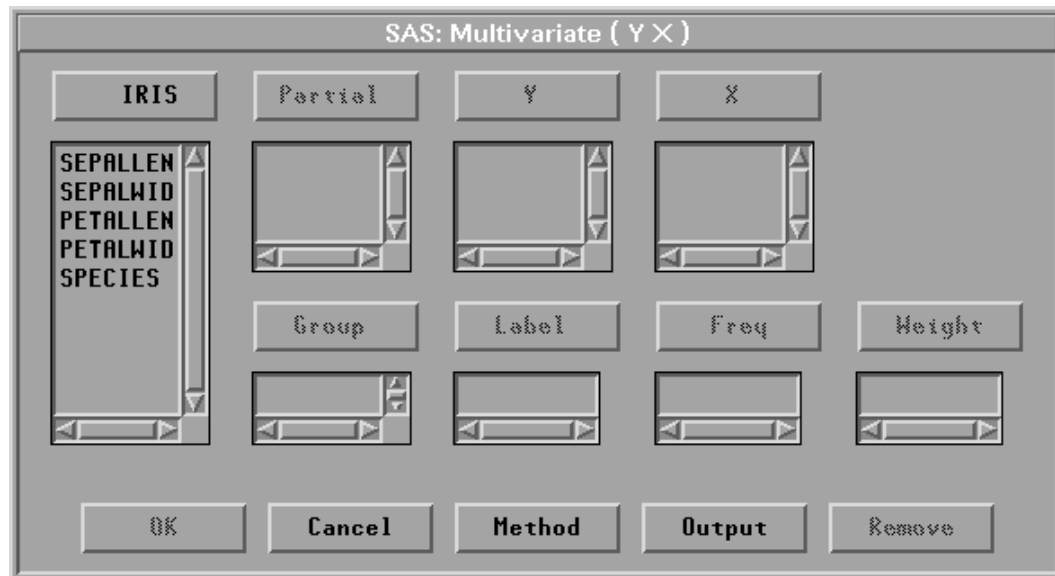 SAS: Multivariate ( Y X )
IRIS Partial Y X
SEPALLEN
SEPALWID
PETALLEN
PETALWID
SPECIES
Group Label Freq Weight
OK Cancel Method Output Remove